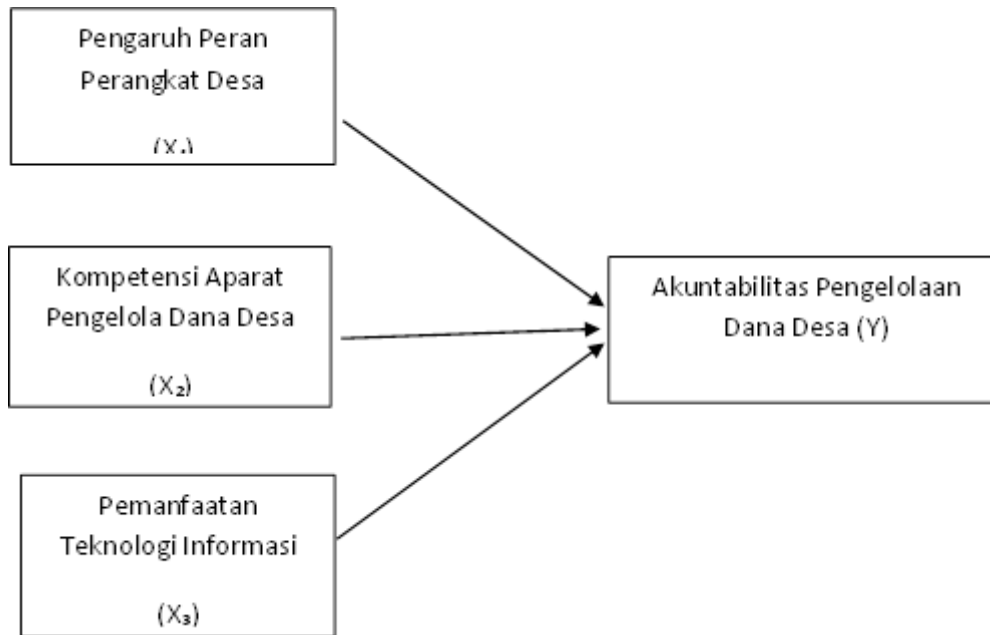 Pengaruh Peran
Perangkat Desa
Kompetensi Aparat
Pengelola Dana Desa
(X₂)
Pemanfaatan
Teknologi Informasi
(X₃)
Akuntabilitas Pengelolaan
Dana Desa (Y)